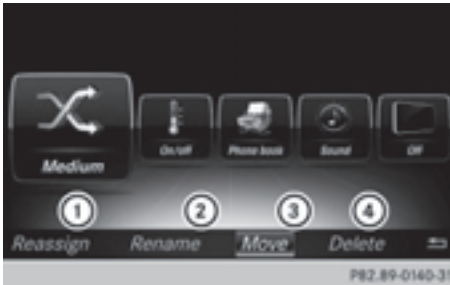 Medium
On/off Phone book Sound Off
1 2 3 4
Reassign Rename Move Delete
P82.89-0140-31